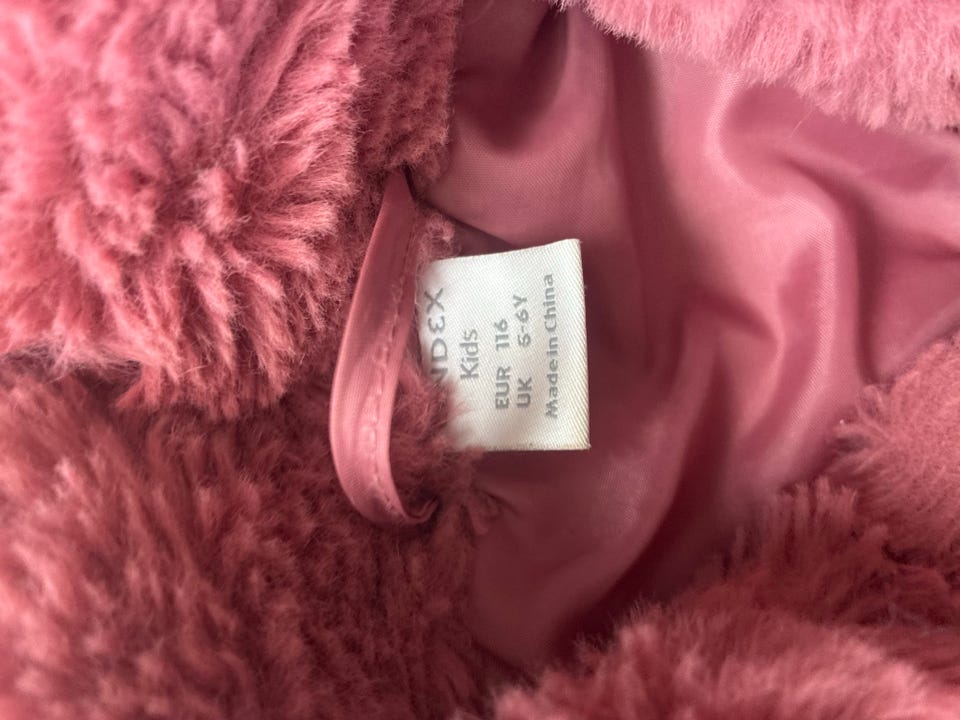 NDEX
Kids
EUR 116
UK 5-6Y
Made in China